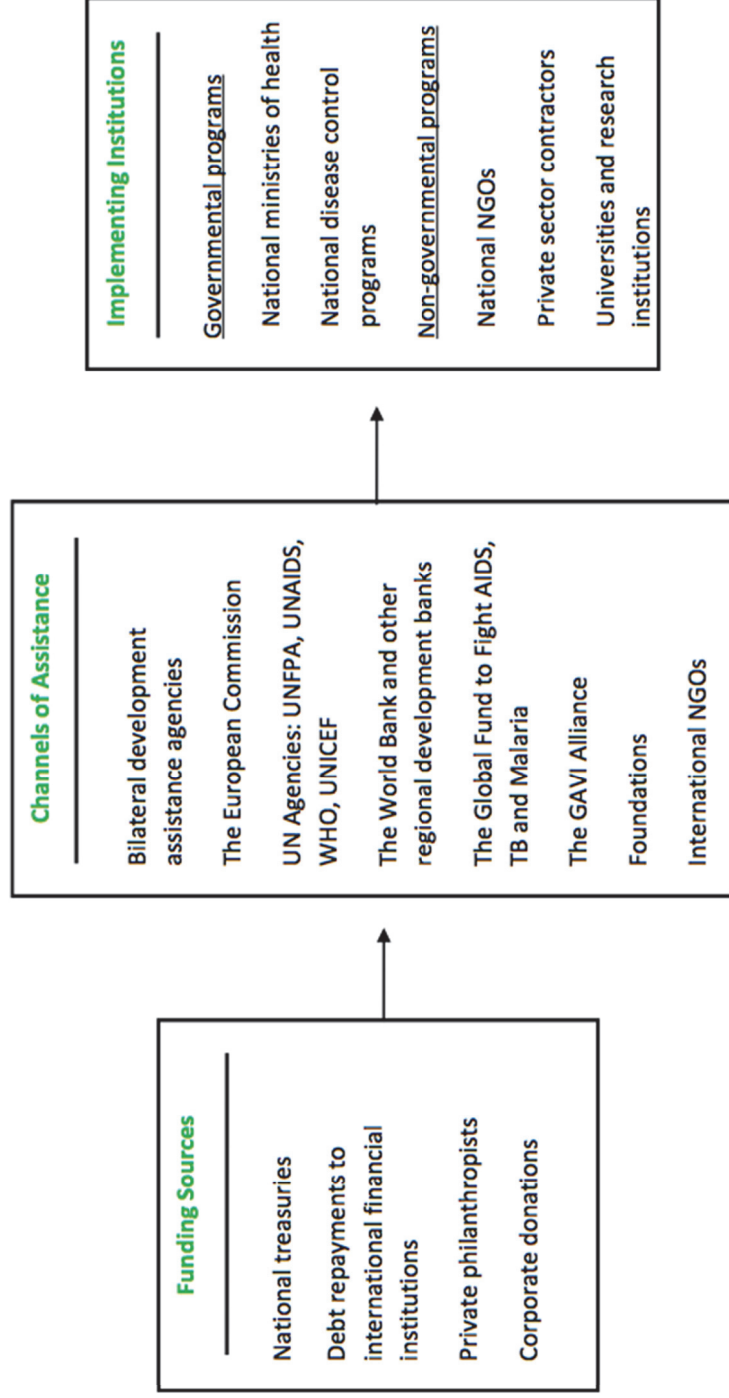 Funding Sources
National treasuries
Debt repayments to
international financial
institutions
Private philanthropists
Corporate donations
Channels of Assistance
Bilateral development
assistance agencies
The European Commission
UN Agencies: UNFPA, UNAIDS,
WHO, UNICEF
The World Bank and other
regional development banks
The Global Fund to Fight AIDS,
TB and Malaria
The GAVI Alliance
Foundations
International NGOs
Implementing Institutions
Governmental programs
National ministries of health
National disease control
programs
Non-governmental programs
National NGOs
Private sector contractors
Universities and research
institutions